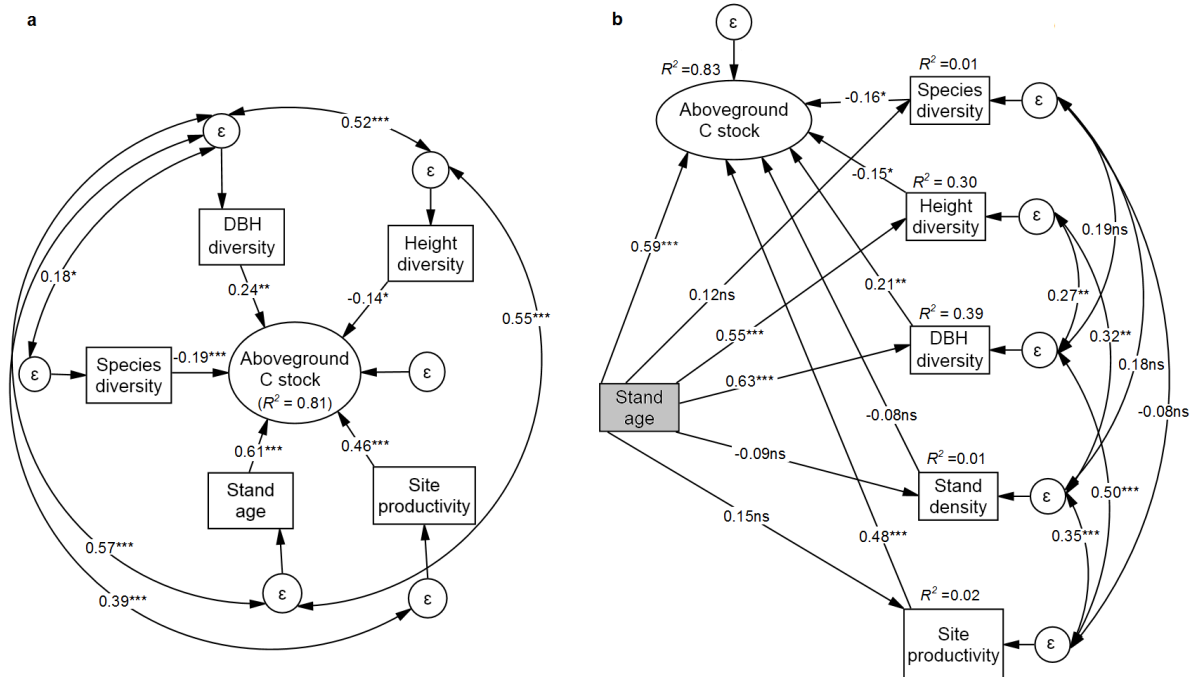 a
ε
0.52***
ε
DBH
diversity
Height
diversity
0.18*
0.24**
-0.14*
0.55***
ε
Species
diversity
-0.19***
Aboveground
C stock
(R² = 0.81)
ε
0.61***
0.46***
Stand
age
Site
productivity
0.57***
0.39***
ε
ε
b
ε
R² =0.83
Aboveground
C stock
-0.16*
R² =0.01
Species
diversity
ε
-0.15*
R² = 0.30
Height
diversity
ε
0.19ns
0.59***
0.12ns
0.21**
0.27**
R² = 0.39
DBH
diversity
ε
0.55***
0.32**
0.18ns
0.63***
Stand
age
-0.08ns
-0.08ns
-0.09ns
R² =0.01
Stand
density
ε
0.50***
0.15ns
0.48***
0.35***
R² =0.02
Site
productivity
ε